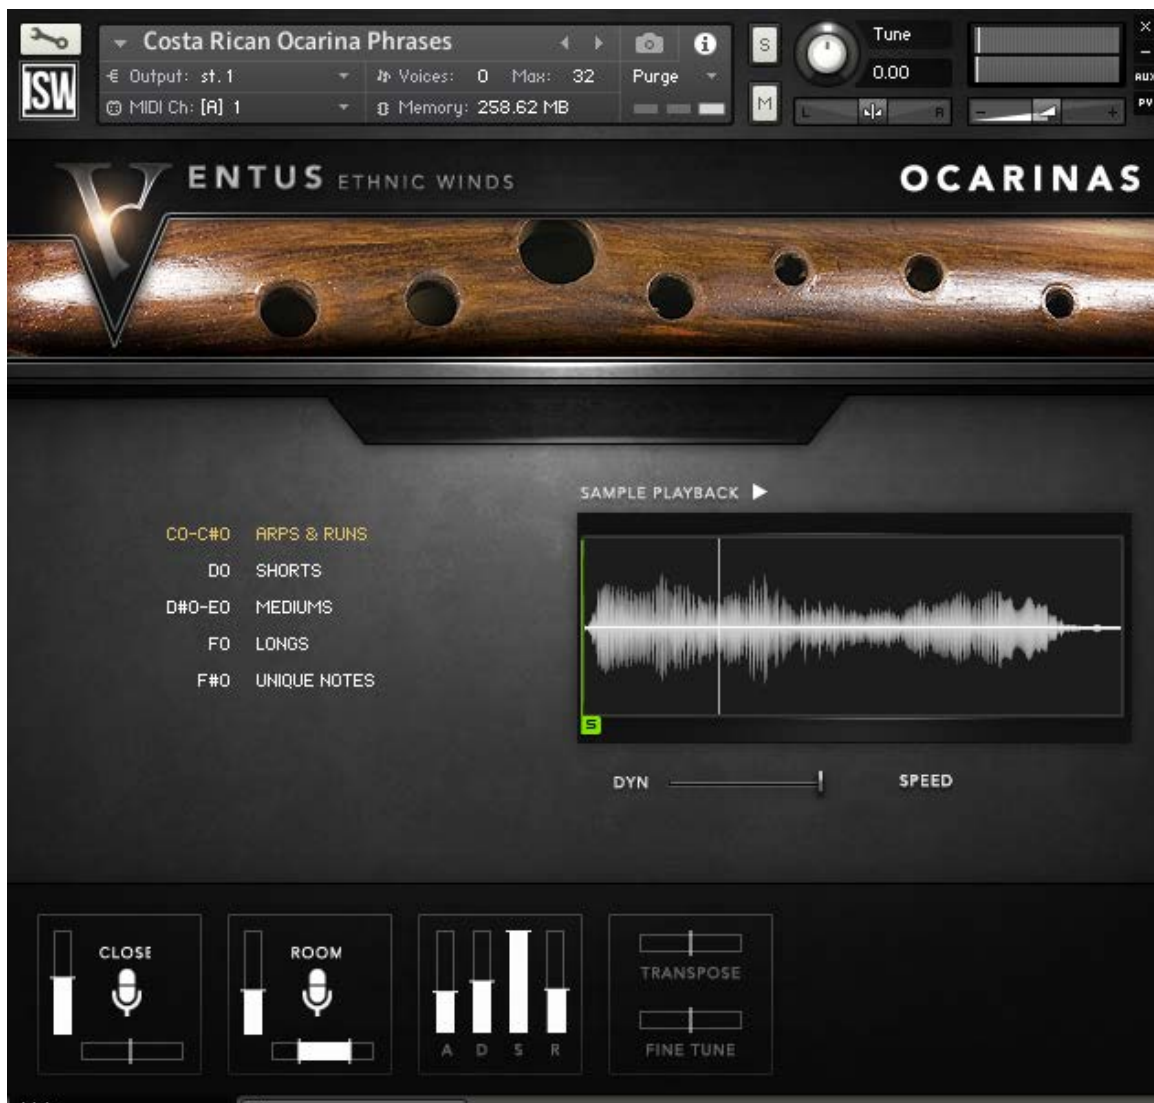 Costa Rican Ocarina Phrases
Output: st.1
Voices: 0 Max: 32
Purge
MIDI Ch: [A] 1
Memory: 258.62 MB
ISW
S
M
Tune
0.00
L R
- +
X
-
AUX
PV
VENTUS ETHNIC WINDS
OCARINAS
SAMPLE PLAYBACK
C0-C#0 ARPS & RUNS
D0 SHORTS
D#0-E0 MEDIUMS
F0 LONGS
F#0 UNIQUE NOTES
S
DYN
SPEED
CLOSE
ROOM
A D S R
TRANSPOSE
FINE TUNE